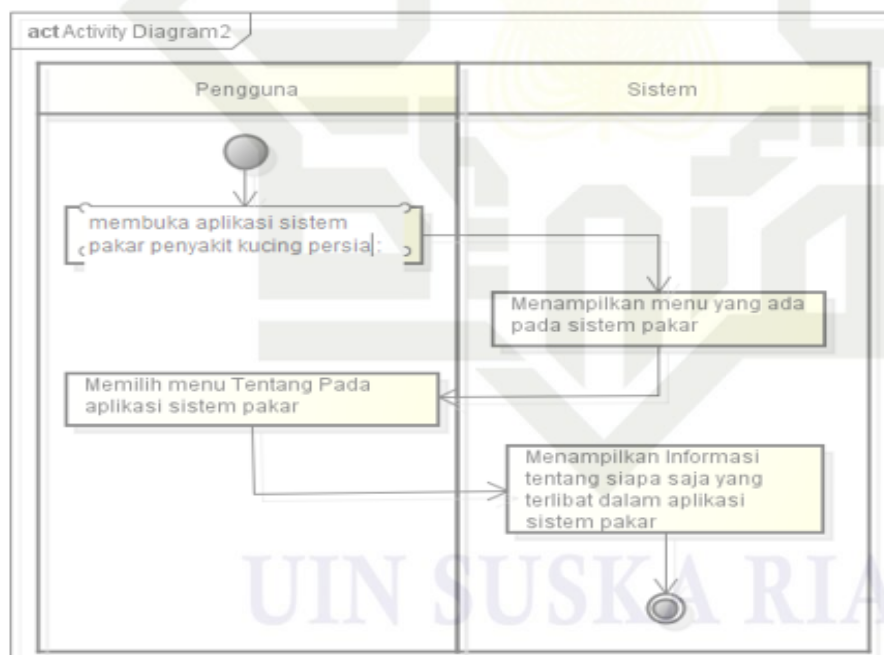 act Activity Diagram2
Pengguna
Sistem
membuka aplikasi sistem
pakar penyakit kucing persia :
Menampilkan menu yang ada
pada sistem pakar
Memilih menu Tentang Pada
aplikasi sistem pakar
Menampilkan Informasi
tentang siapa saja yang
terlibat dalam aplikasi
sistem pakar
UIN SUSKA RIA